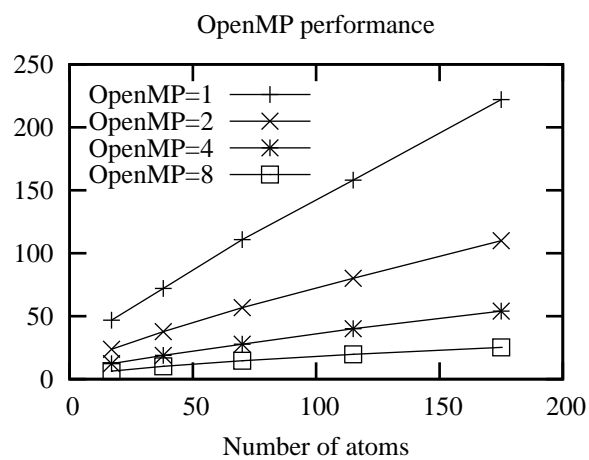 OpenMP performance
250
200
150
100
50
0
OpenMP=1
OpenMP=2
OpenMP=4
OpenMP=8
0 50 100 150 200
Number of atoms